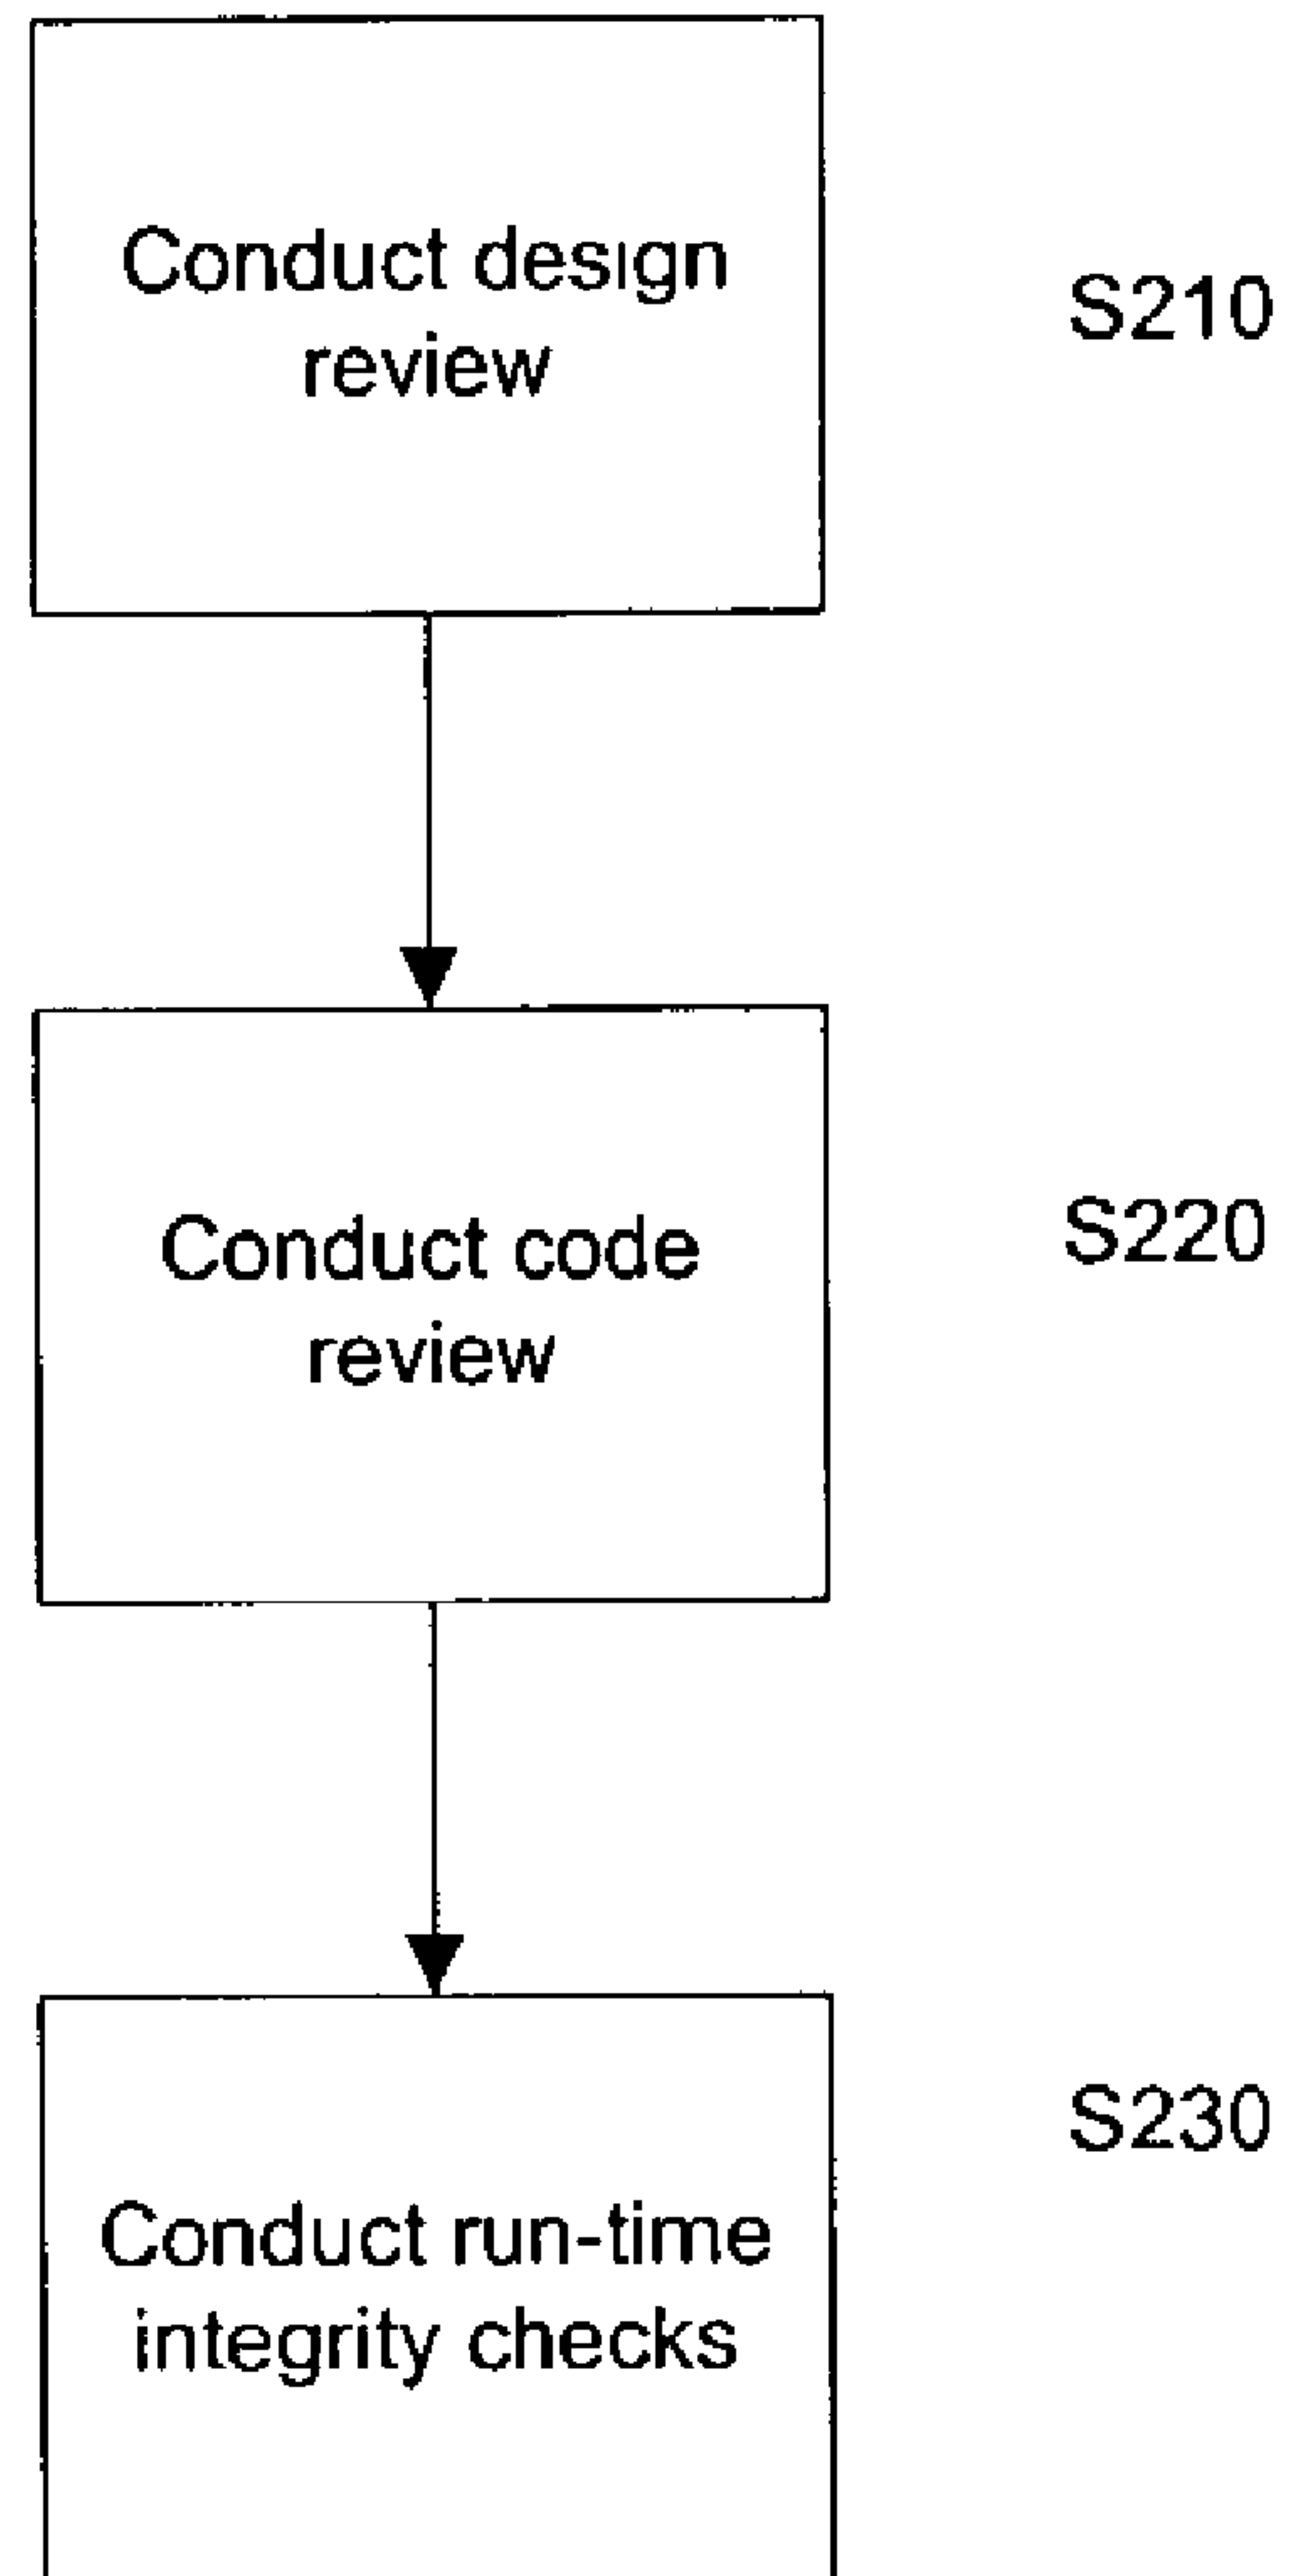 Conduct design
review
S210
Conduct code
review
S220
Conduct run-time
integrity checks
S230